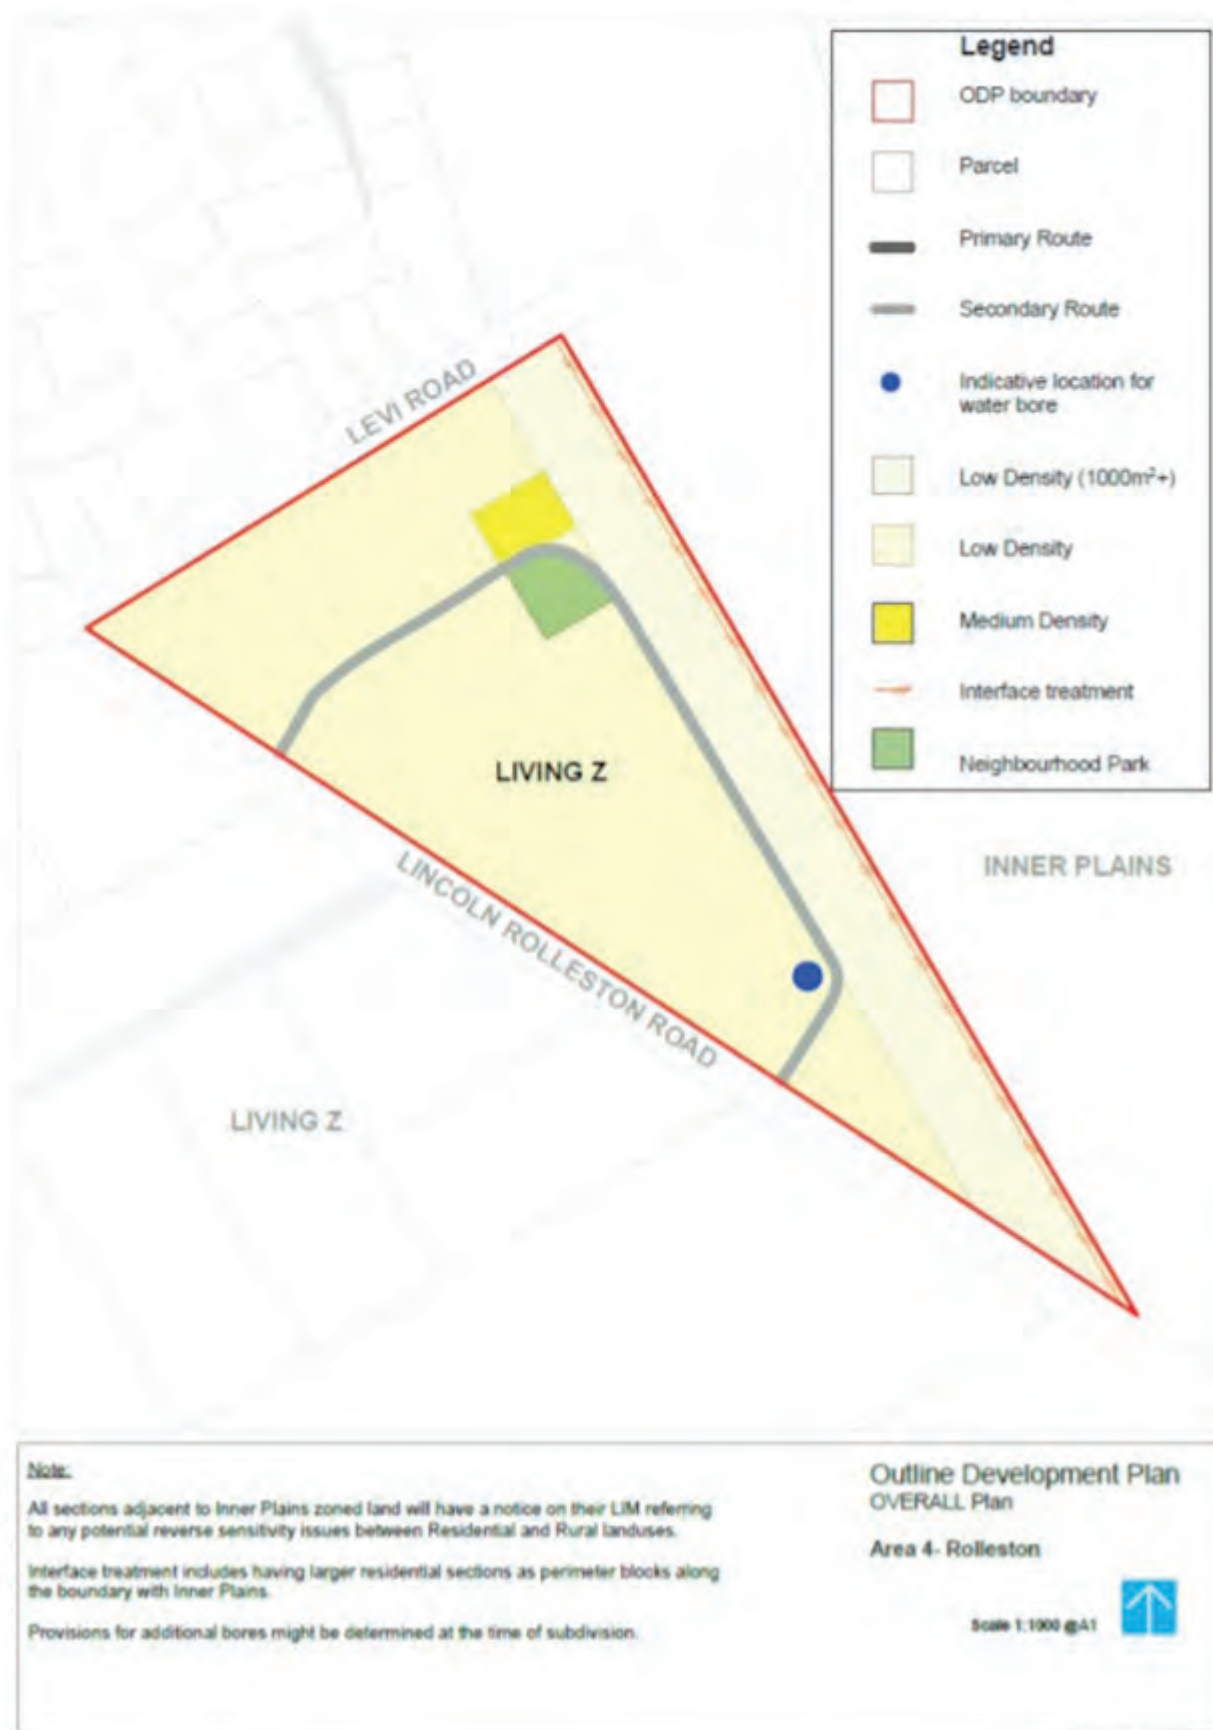 Legend
ODP boundary
Parcel
Primary Route
Secondary Route
Indicative location for
water bore
Low Density (1000m²+)
Low Density
Medium Density
Interface treatment
Neighbourhood Park
LEVI ROAD
LIVING Z
LINCOLN ROLLESTON ROAD
INNER PLAINS
LIVING Z
Note:
All sections adjacent to Inner Plains zoned land will have a notice on their LIM referring
to any potential reverse sensitivity issues between Residential and Rural landuses.
Interface treatment includes having larger residential sections as perimeter blocks along
the boundary with Inner Plains.
Provisions for additional bores might be determined at the time of subdivision.
Outline Development Plan
OVERALL Plan
Area 4- Rolleston
Scale 1:1900 @A1